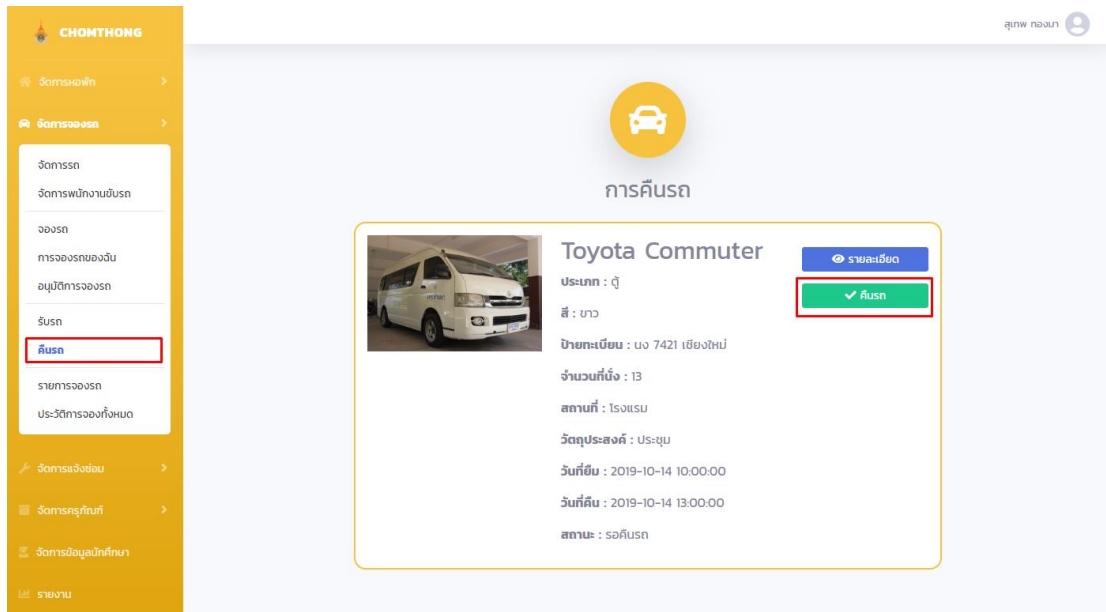 CHOMTHONG
สุเทพ ทองมา
จัดการหอพัก
จัดการจองรถ
จัดการรถ
จัดการพนักงานขับรถ
จองรถ
การจองรถของฉัน
อนุมัติการจองรถ
รับรถ
คืนรถ
รายการจองรถ
ประวัติการจองทั้งหมด
จัดการแจ้งซ่อม
จัดการครุภัณฑ์
จัดการข้อมูลนักศึกษา
รายงาน
การคืนรถ
Toyota Commuter
ประเภท : ตู้
สี : ขาว
ป้ายทะเบียน : นง 7421 เชียงใหม่
จำนวนที่นั่ง : 13
สถานที่ : โรงแรม
วัตถุประสงค์ : ประชุม
วันที่ยืม : 2019-10-14 10:00:00
วันที่คืน : 2019-10-14 13:00:00
สถานะ : รอคืนรถ
รายละเอียด
คืนรถ